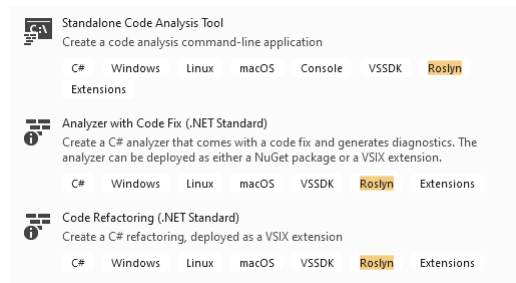 C:\
Standalone Code Analysis Tool
Create a code analysis command-line application
C# Windows Linux macOS Console VSSDK Roslyn
Extensions
Analyzer with Code Fix (.NET Standard)
Create a C# analyzer that comes with a code fix and generates diagnostics. The
analyzer can be deployed as either a NuGet package or a VSIX extension.
C# Windows Linux macOS VSSDK Roslyn Extensions
Code Refactoring (.NET Standard)
Create a C# refactoring, deployed as a VSIX extension
C# Windows Linux macOS VSSDK Roslyn Extensions